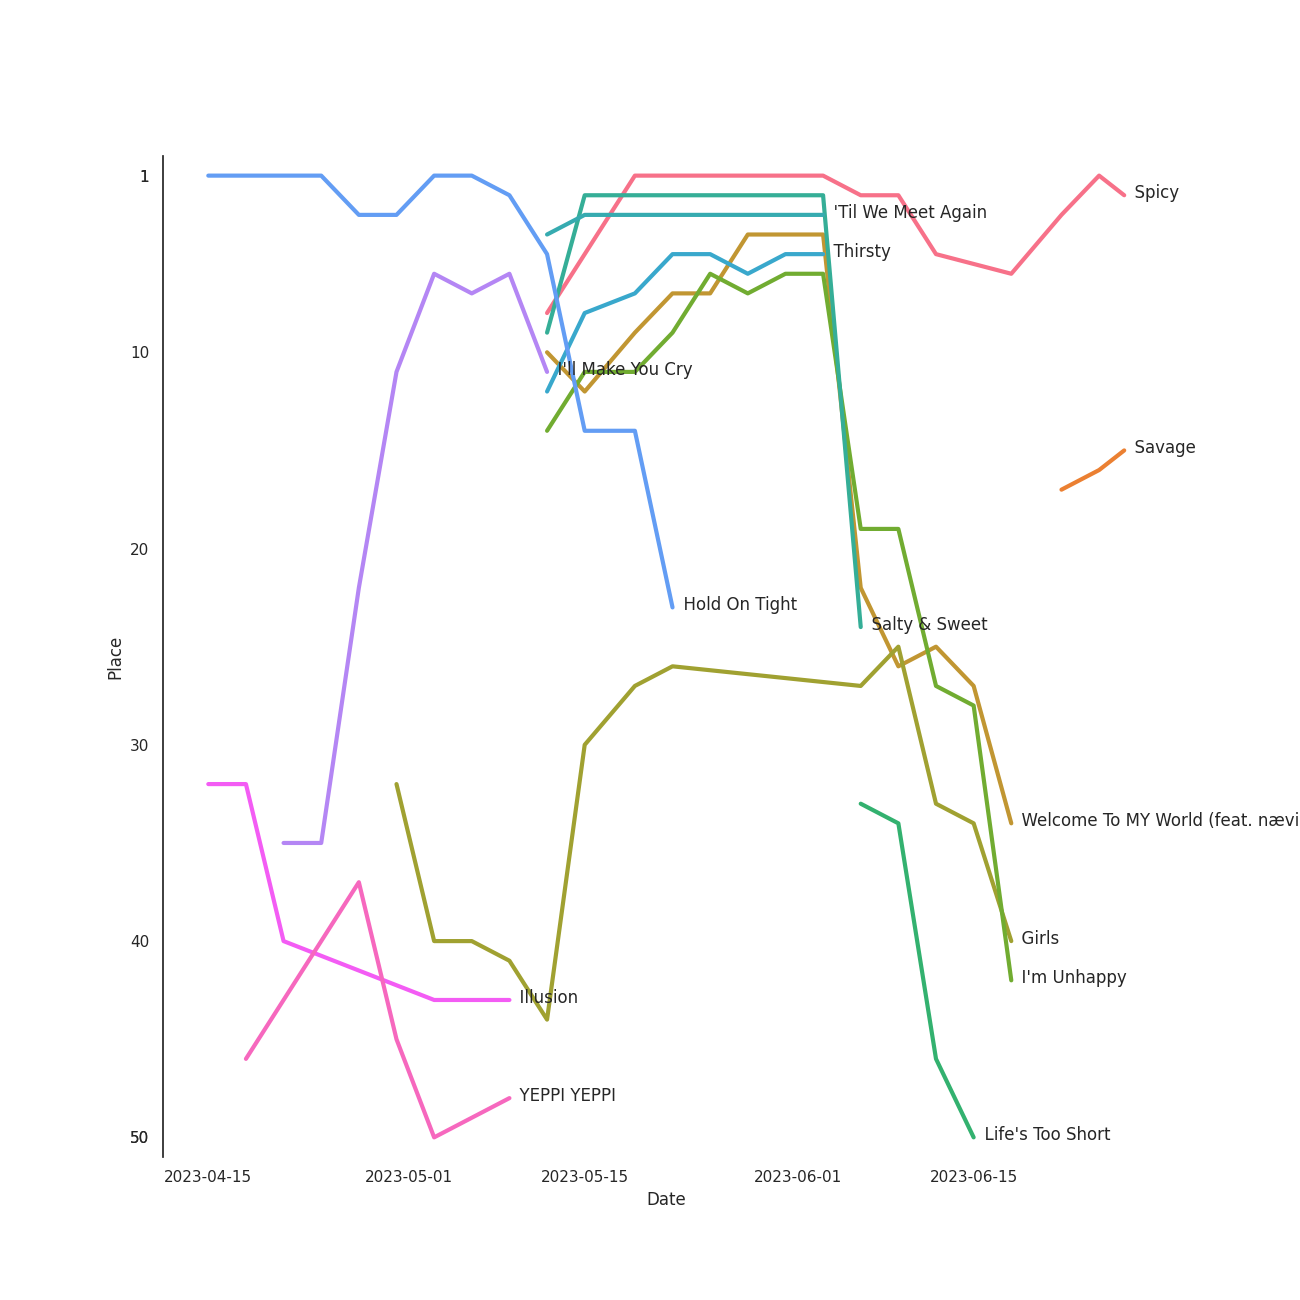 1
Spicy
'Til We Meet Again
Thirsty
10
I'll Make You Cry
Savage
20
Hold On Tight
Salty & Sweet
Place
30
Welcome To MY World (feat. nævi
40
Girls
I'm Unhappy
Illusion
YEPPI YEPPI
50
Life's Too Short
2023-04-15
2023-05-01
2023-05-15
2023-06-01
2023-06-15
Date